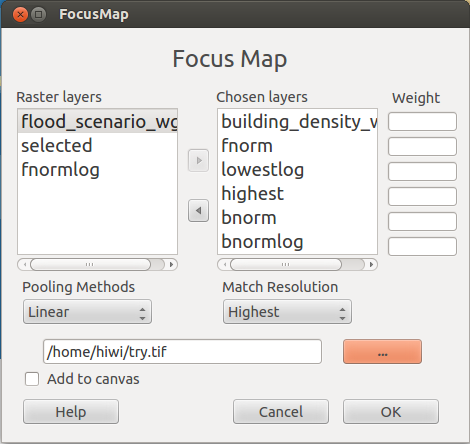 FocusMap
Focus Map
Raster layers
Chosen layers
Weight
flood_scenario_wg
selected
fnormlog
building_density_w
fnorm
lowestlog
highest
bnorm
bnormlog
Pooling Methods
Match Resolution
Linear
Highest
/home/hiwi/try.tif
...
Add to canvas
Help
Cancel
OK